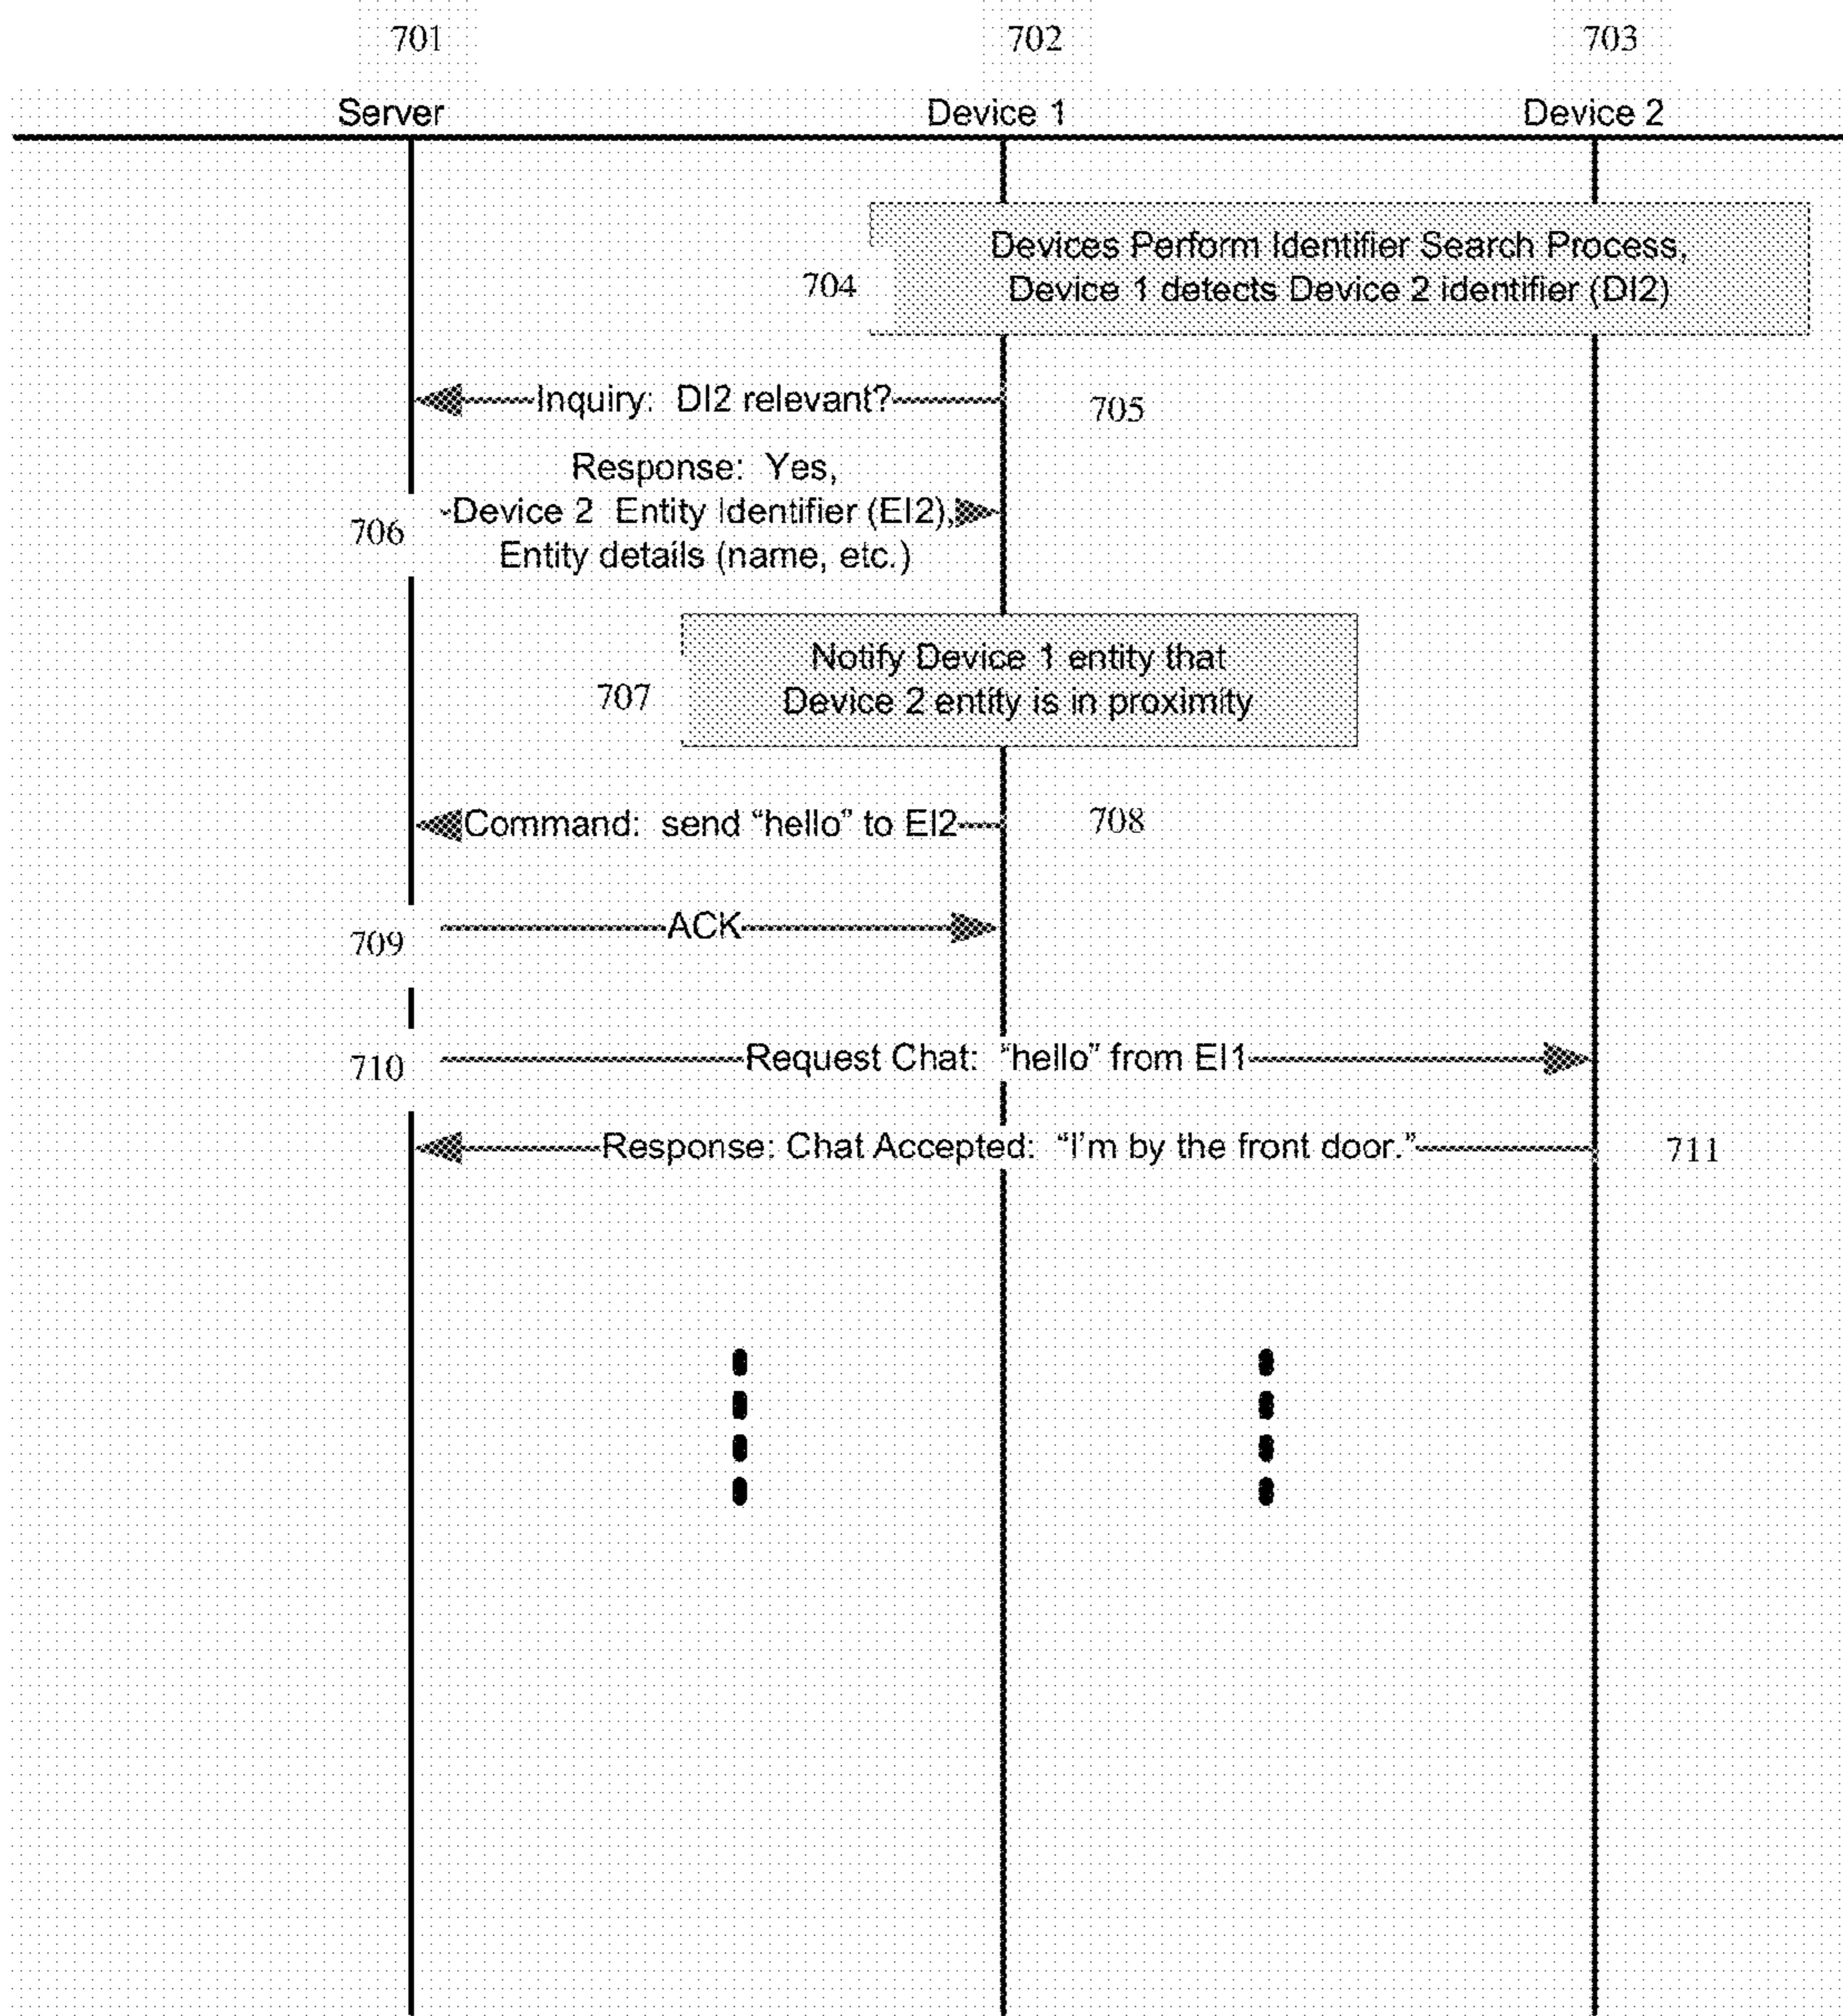 701
702
703
Server
Device 1
Device 2
Devices Perform Identifier Search Process,
Device 1 detects Device 2 identifier (DI2)
704
Inquiry: DI2 relevant?
705
Response: Yes,
Device 2 Entity Identifier (EI2),
Entity details (name, etc.)
706
Notify Device 1 entity that
Device 2 entity is in proximity
707
Command: send “hello” to EI2
708
ACK
709
Request Chat: “hello” from EI1
710
Response: Chat Accepted: “I’m by the front door.”
711